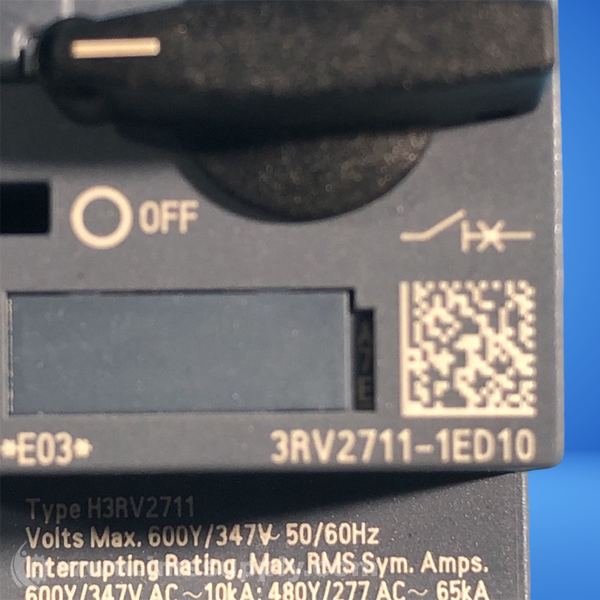 OFF
*E03*
3RV2711-1ED10
Type H3RV2711
Volts Max. 600Y/347V~ 50/60Hz
Interrupting Rating, Max. RMS Sym. Amps.
600Y/347V AC~10kA; 480Y/277 AC~ 65kA